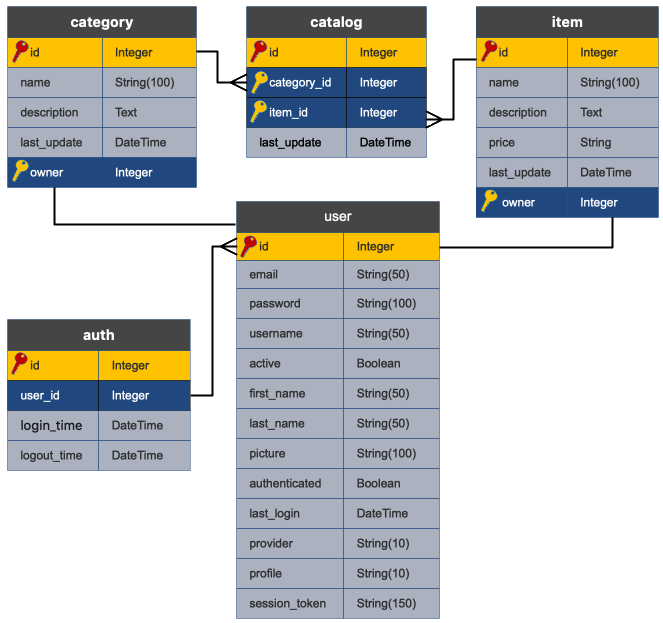 category
id Integer
name String(100)
description Text
last_update DateTime
owner Integer
catalog
id Integer
category_id Integer
item_id Integer
last_update DateTime
item
id Integer
name String(100)
description Text
price String
last_update DateTime
owner Integer
user
id Integer
email String(50)
password String(100)
username String(50)
active Boolean
first_name String(50)
last_name String(50)
picture String(100)
authenticated Boolean
last_login DateTime
provider String(10)
profile String(10)
session_token String(150)
auth
id Integer
user_id Integer
login_time DateTime
logout_time DateTime